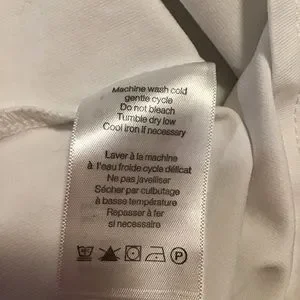 Machine wash cold
gentle cycle
Do not bleach
Tumble dry low
Cool iron if necessary
Laver à la machine
à l'eau froide cycle délicat
Ne pas javelliser
Sécher par culbutage
à basse température
Repasser à fer
si nécessaire
P